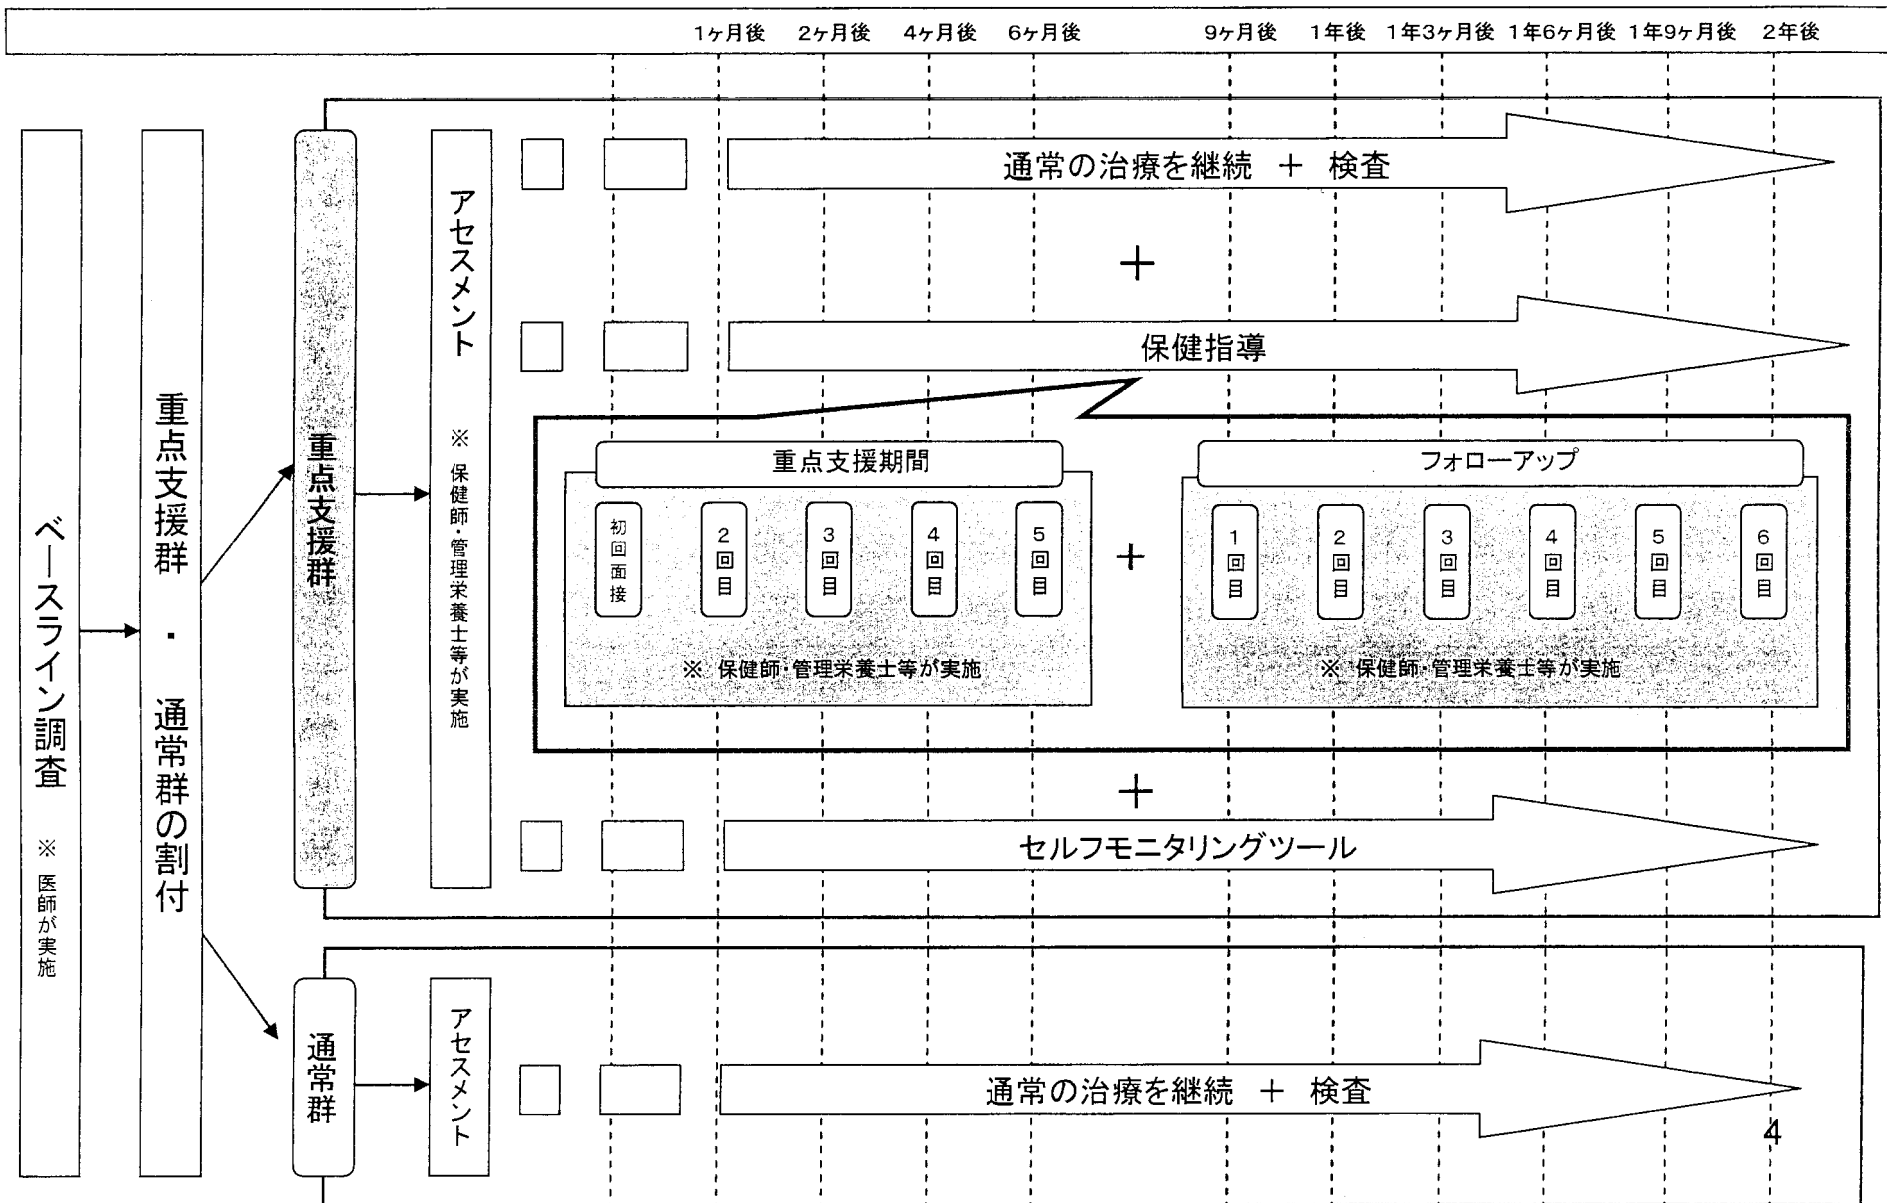 1ヶ月後 2ヶ月後 4ヶ月後 6ヶ月後 9ヶ月後 1年後 1年3ヶ月後 1年6ヶ月後 1年9ヶ月後 2年後
ベースライン調査 ※ 医師が実施
重点支援群 ・ 通常群の割付
重点支援群
アセスメント ※ 保健師・管理栄養士等が実施
通常の治療を継続 ＋ 検査
＋
保健指導
重点支援期間
初回面接
2回目
3回目
4回目
5回目
※ 保健師・管理栄養士等が実施
＋
フォローアップ
1回目
2回目
3回目
4回目
5回目
6回目
※ 保健師・管理栄養士等が実施
＋
セルフモニタリングツール
通常群
アセスメント
通常の治療を継続 ＋ 検査
4